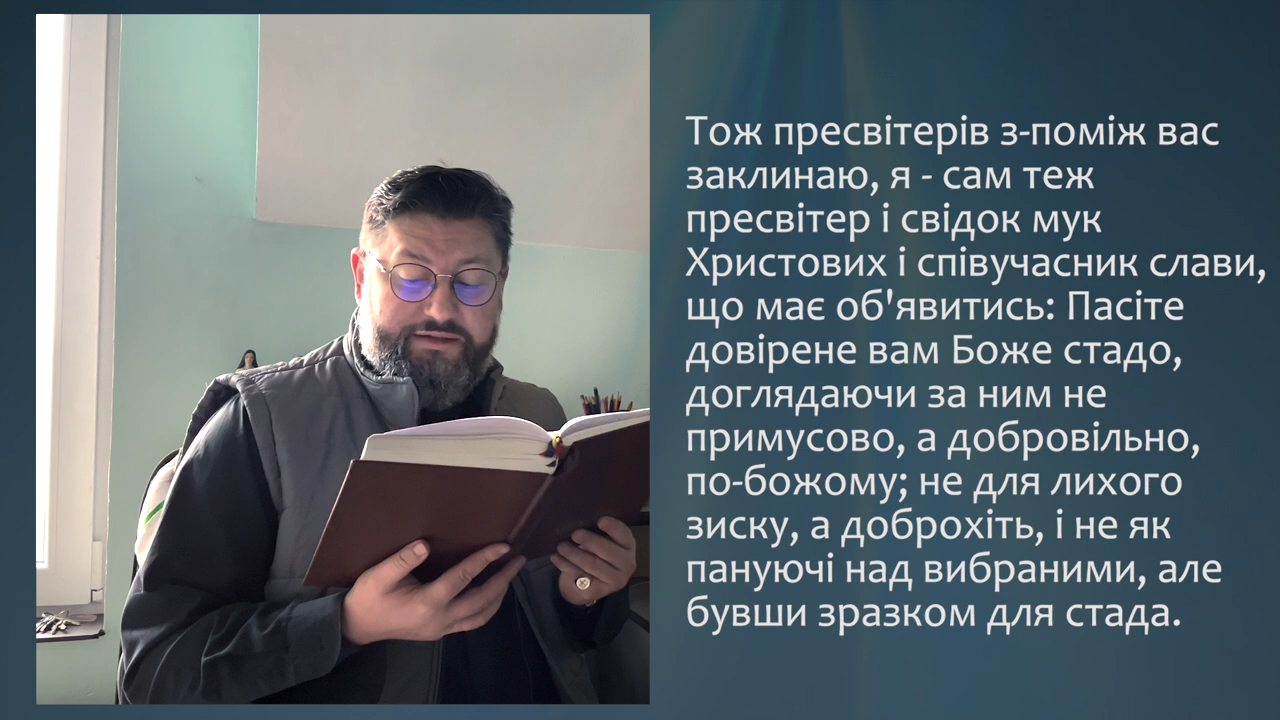 Тож пресвітерів з-поміж вас
заклинаю, я - сам теж
пресвітер і свідок мук
Христових і співучасник слави,
що має об'явитись: Пасіте
довірене вам Боже стадо,
доглядаючи за ним не
примусово, а добровільно,
по-божому; не для лихого
зиску, а доброхіть, і не як
пануючі над вибраними, але
бувши зразком для стада.